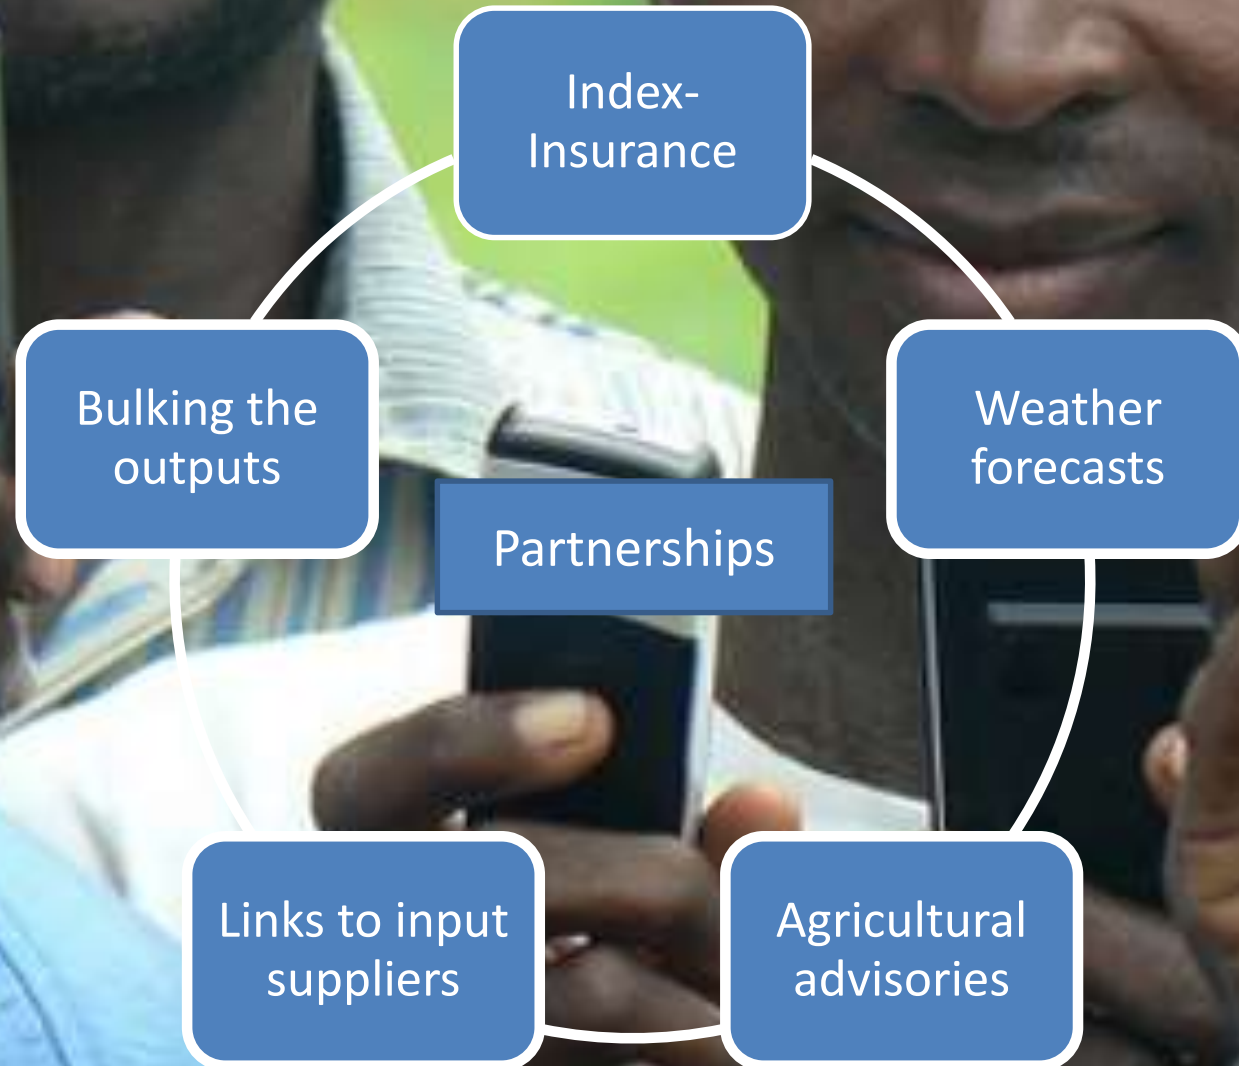 Index-
Insurance
Weather
forecasts
Agricultural
advisories
Links to input
suppliers
Bulking the
outputs
Partnerships